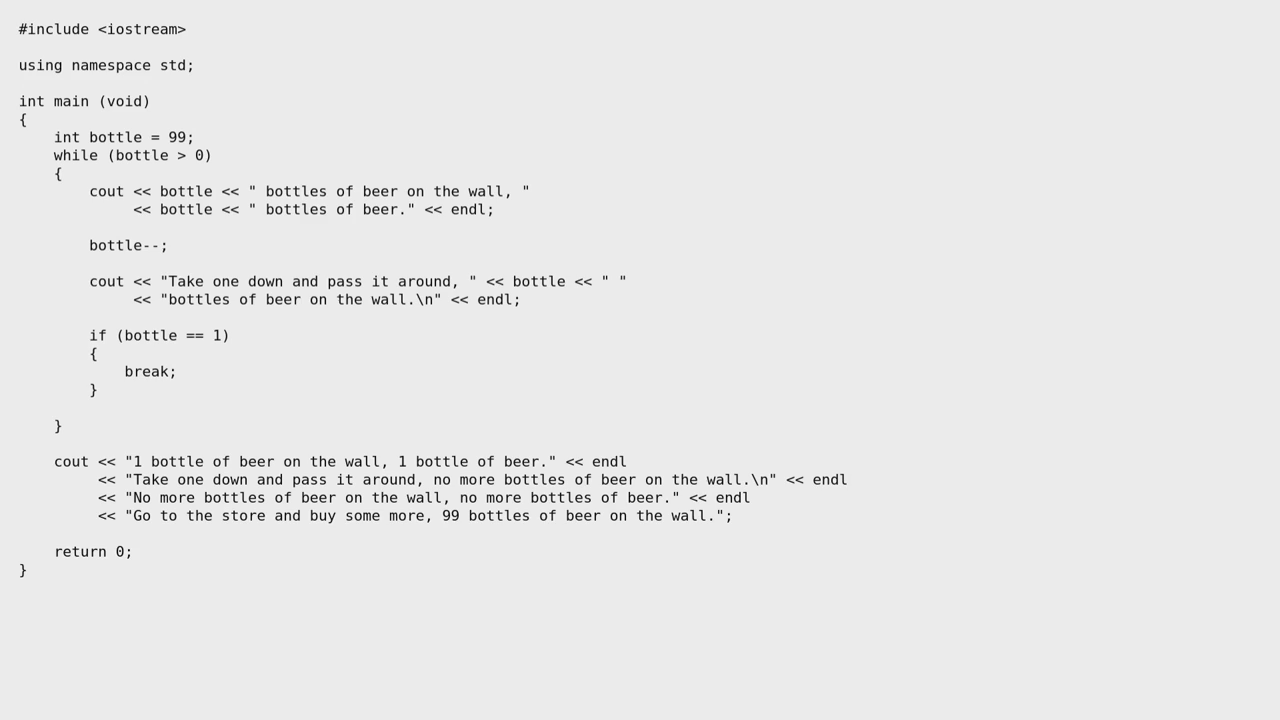 #include <iostream>

using namespace std;

int main (void)
{
    int bottle = 99;
    while (bottle > 0)
    {
        cout << bottle << " bottles of beer on the wall, "
             << bottle << " bottles of beer." << endl;

        bottle--;

        cout << "Take one down and pass it around, " << bottle << " "
             << "bottles of beer on the wall.\n" << endl;

        if (bottle == 1)
        {
            break;
        }

    }

    cout << "1 bottle of beer on the wall, 1 bottle of beer." << endl
         << "Take one down and pass it around, no more bottles of beer on the wall.\n" << endl
         << "No more bottles of beer on the wall, no more bottles of beer." << endl
         << "Go to the store and buy some more, 99 bottles of beer on the wall.";

    return 0;
}